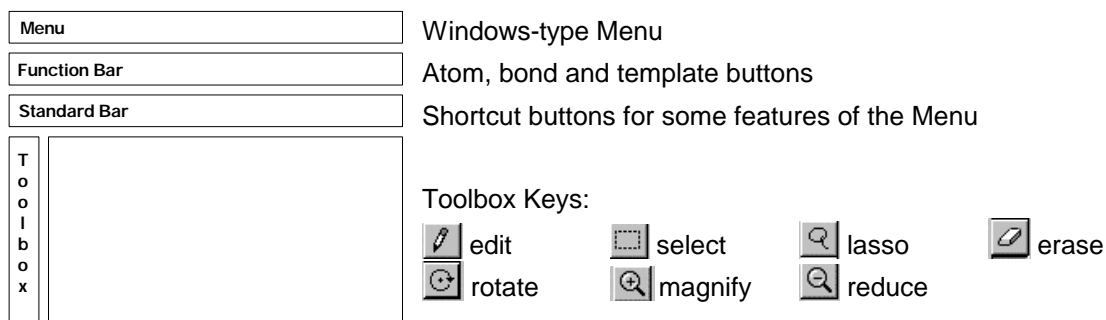 Menu
Windows-type Menu
Function Bar
Atom, bond and template buttons
Standard Bar
Shortcut buttons for some features of the Menu
Toolbox
Toolbox Keys:
edit select lasso erase
rotate magnify reduce